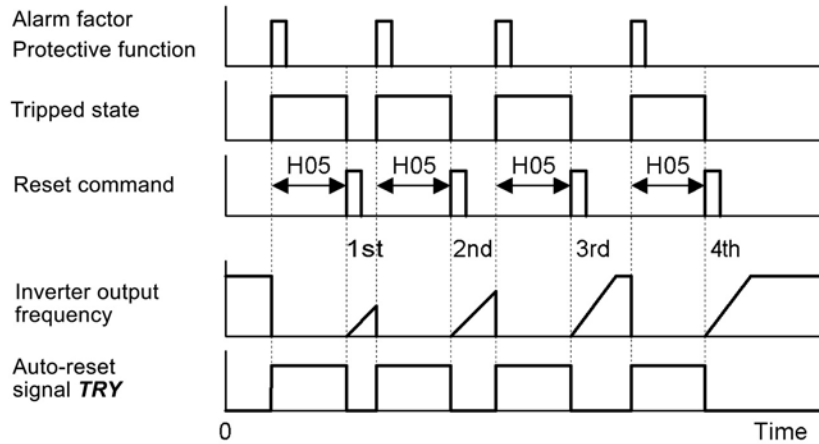 Alarm factor
Protective function
Tripped state
H05 H05 H05 H05
Reset command
1st 2nd 3rd 4th
Inverter output
frequency
Auto-reset
signal TRY
0 Time